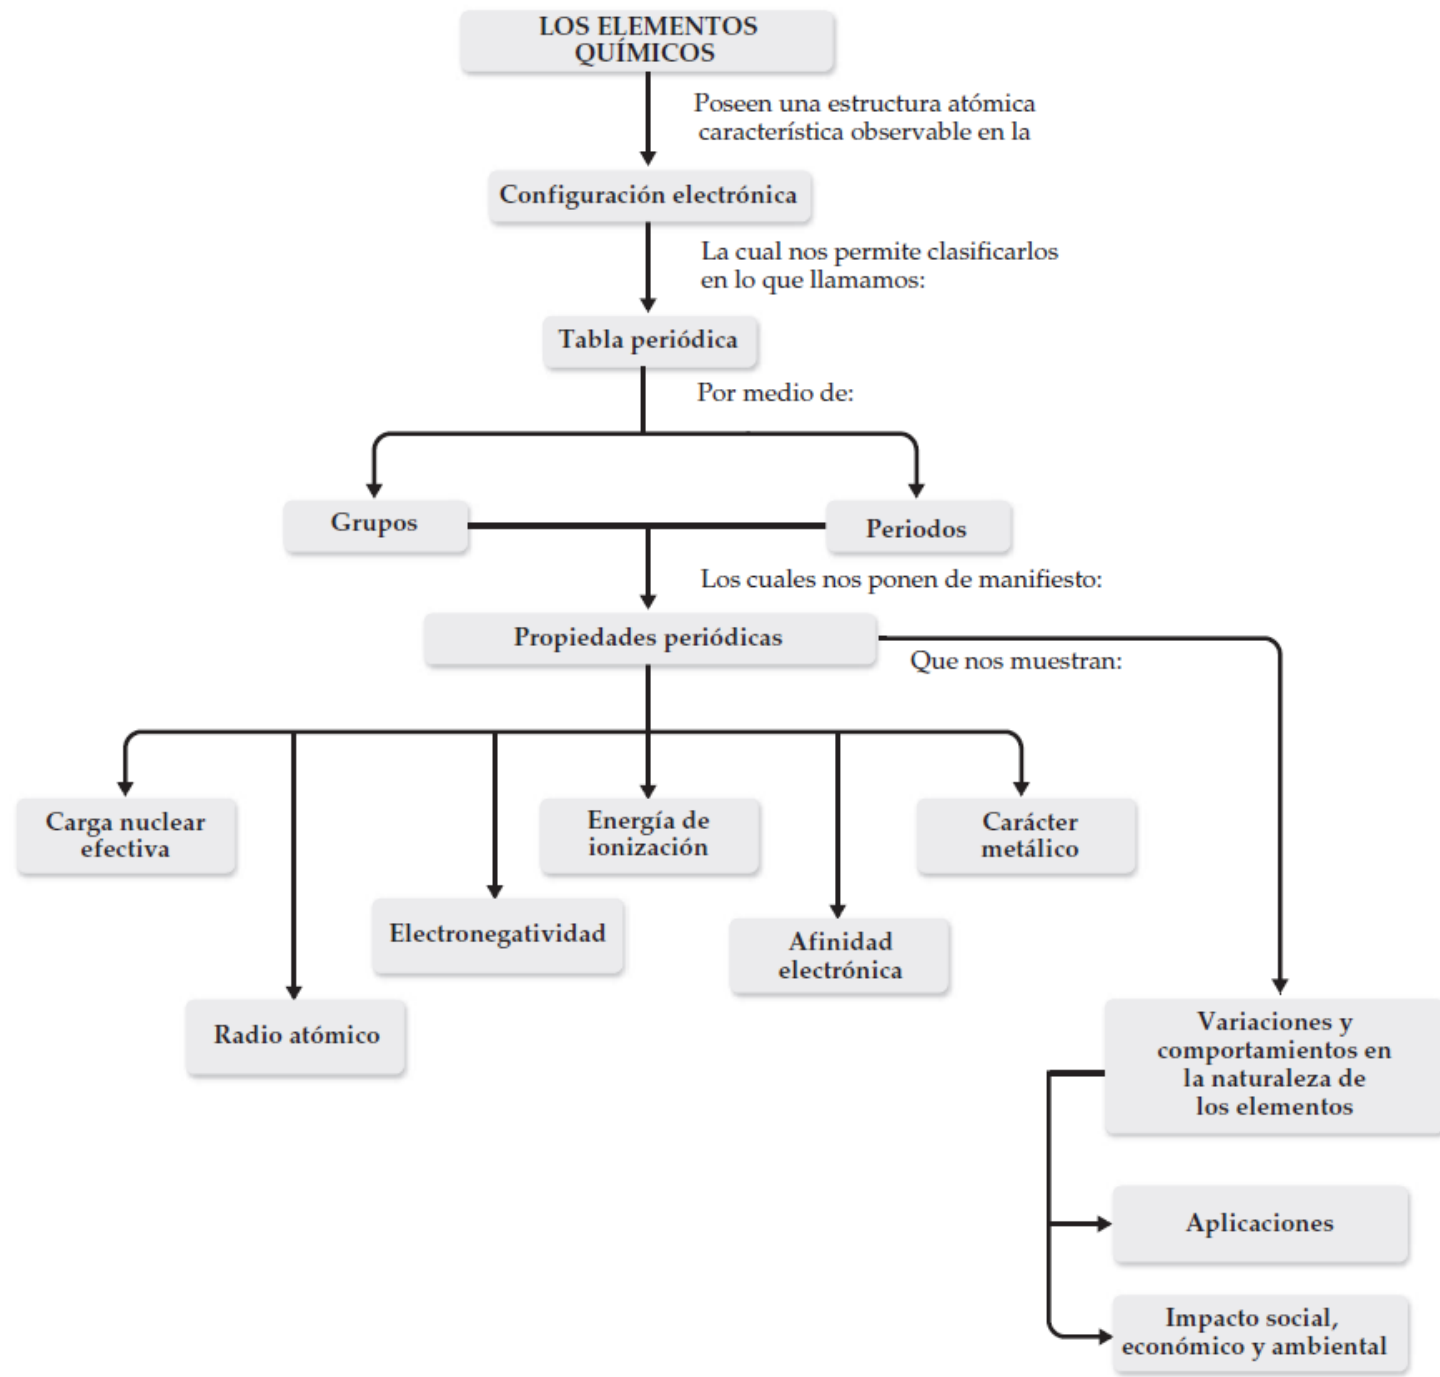 LOS ELEMENTOS
QUÍMICOS
Poseen una estructura atómica
característica observable en la
Configuración electrónica
La cual nos permite clasificarlos
en lo que llamamos:
Tabla periódica
Por medio de:
Grupos
Periodos
Los cuales nos ponen de manifiesto:
Propiedades periódicas
Que nos muestran:
Carga nuclear
efectiva
Energía de
ionización
Carácter
metálico
Electronegatividad
Afinidad
electrónica
Radio atómico
Variaciones y
comportamientos en
la naturaleza de
los elementos
Aplicaciones
Impacto social,
económico y ambiental